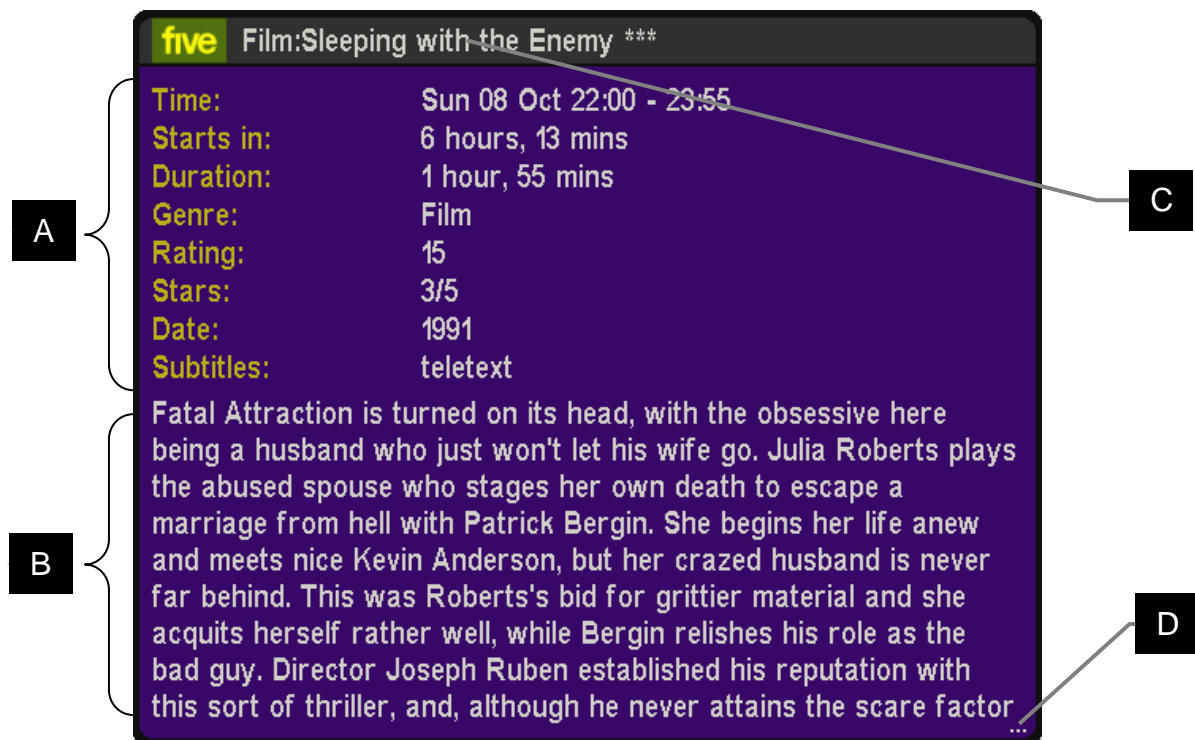 five Film:Sleeping with the Enemy ***
Time: Sun 08 Oct 22:00 - 23:55
Starts in: 6 hours, 13 mins
Duration: 1 hour, 55 mins
C
Genre: Film
A
Rating: 15
Stars: 3/5
Date: 1991
Subtitles: teletext
Fatal Attraction is turned on its head, with the obsessive here
being a husband who just won't let his wife go. Julia Roberts plays
the abused spouse who stages her own death to escape a
marriage from hell with Patrick Bergin. She begins her life anew
B
and meets nice Kevin Anderson, but her crazed husband is never
far behind. This was Roberts's bid for grittier material and she
D
acquits herself rather well, while Bergin relishes his role as the
bad guy. Director Joseph Ruben established his reputation with
this sort of thriller, and, although he never attains the scare factor
...